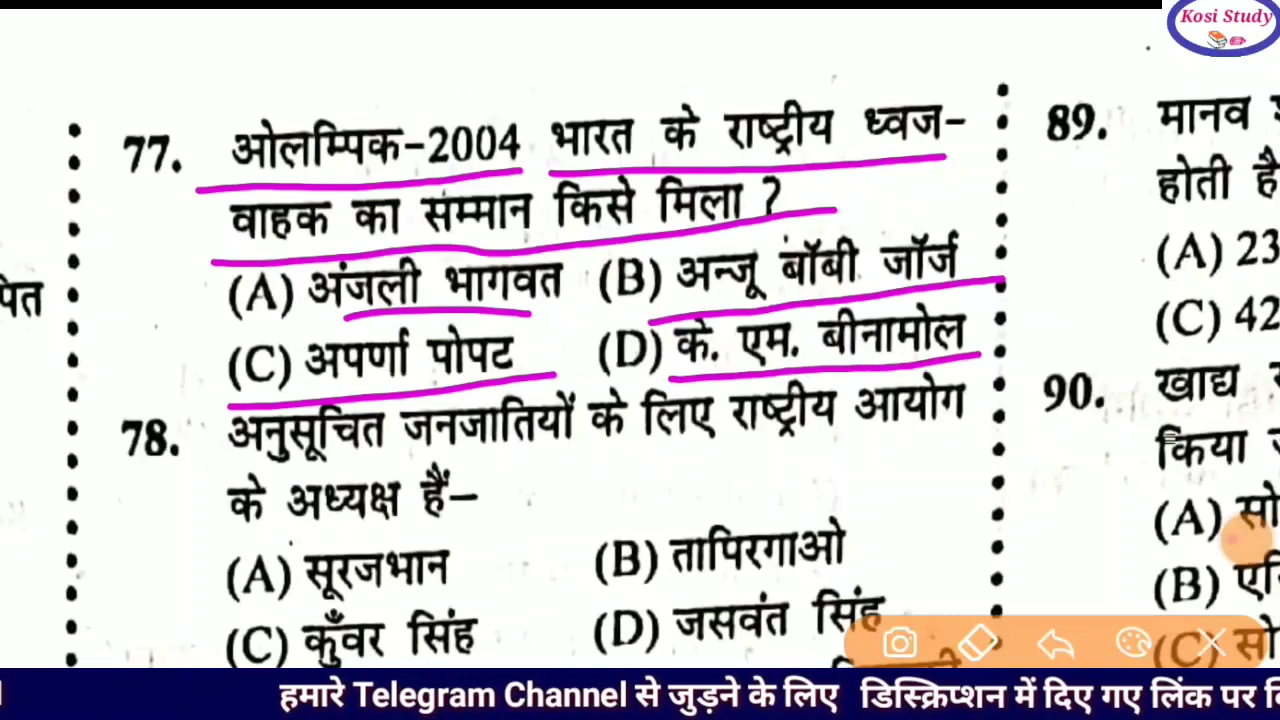 Kosi Study
77. ओलम्पिक-2004 भारत के राष्ट्रीय ध्वज-
वाहक का सम्मान किसे मिला ?
(A) अंजली भागवत (B) अन्जू बॉबी जॉर्ज
(C) अपर्णा पोपट (D) के. एम. बीनामोल
78. अनुसूचित जनजातियों के लिए राष्ट्रीय आयोग
के अध्यक्ष हैं-
(A) सूरजभान (B) तापिरगाओ
(C) कुँवर सिंह (D) जसवंत सिंह
89. मानव
होती है
(A) 23
(C) 42
90. खाद्य
किया
(A) सो
(B)
(C) सो
हमारे Telegram Channel से जुड़ने के लिए डिस्क्रिप्शन में दिए गए लिंक पर